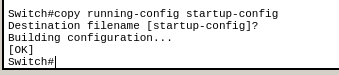 Switch#copy running-config startup-config
Destination filename [startup-config]?
Building configuration...
[OK]
Switch#